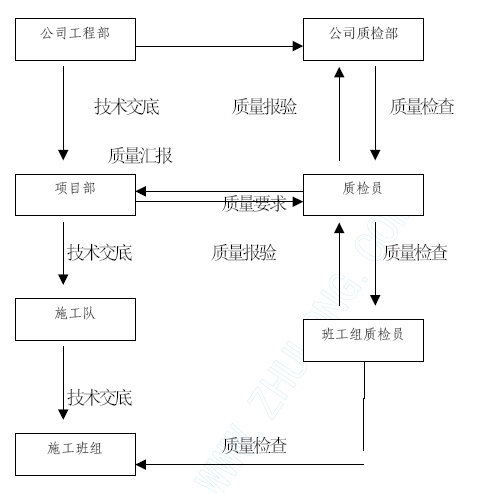 公司工程部
公司质检部
技术交底
质量报验
质量检查
质量汇报
项目部
质检员
质量要求
技术交底
质量报验
质量检查
施工队
班工组质检员
技术交底
质量检查
施工班组
WWW.ZHULONG.COM